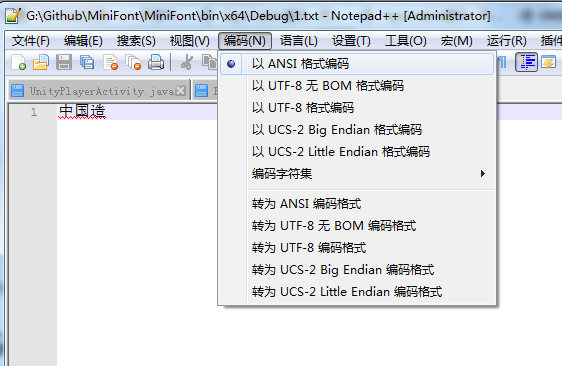 G:\Github\MiniFont\MiniFont\bin\x64\Debug\1.txt - Notepad++ [Administrator]
文件(F) 编辑(E) 搜索(S) 视图(V) 编码(N) 语言(L) 设置(T) 工具(O) 宏(M) 运行(R) 插件
UnityPlayerActivity.java
1 中国造
以 ANSI 格式编码
以 UTF-8 无 BOM 格式编码
以 UTF-8 格式编码
以 UCS-2 Big Endian 格式编码
以 UCS-2 Little Endian 格式编码
编码字符集
转为 ANSI 编码格式
转为 UTF-8 无 BOM 编码格式
转为 UTF-8 编码格式
转为 UCS-2 Big Endian 编码格式
转为 UCS-2 Little Endian 编码格式